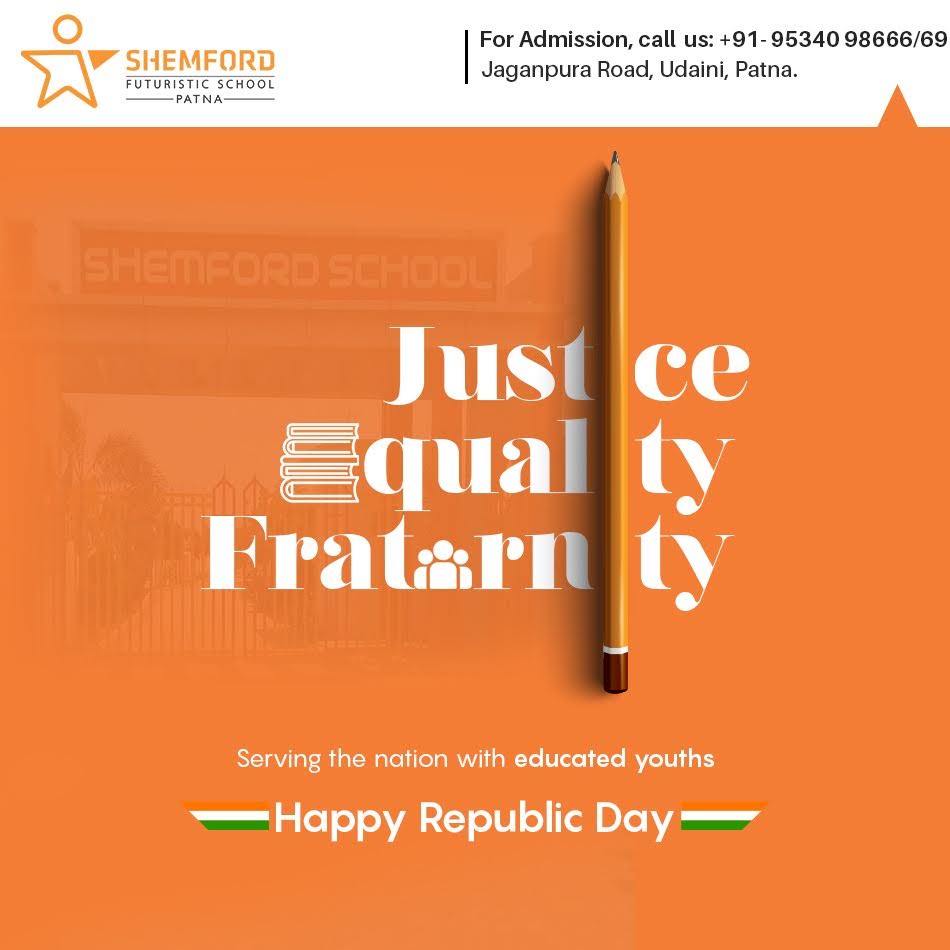 SHEMFORD
FUTURISTIC SCHOOL
PATNA
For Admission, call us: +91- 95340 98666/69
Jaganpura Road, Udaini, Patna.
SHEMFORD SCHOOL
Justice
Equality
Fraternity
Serving the nation with educated youths
Happy Republic Day